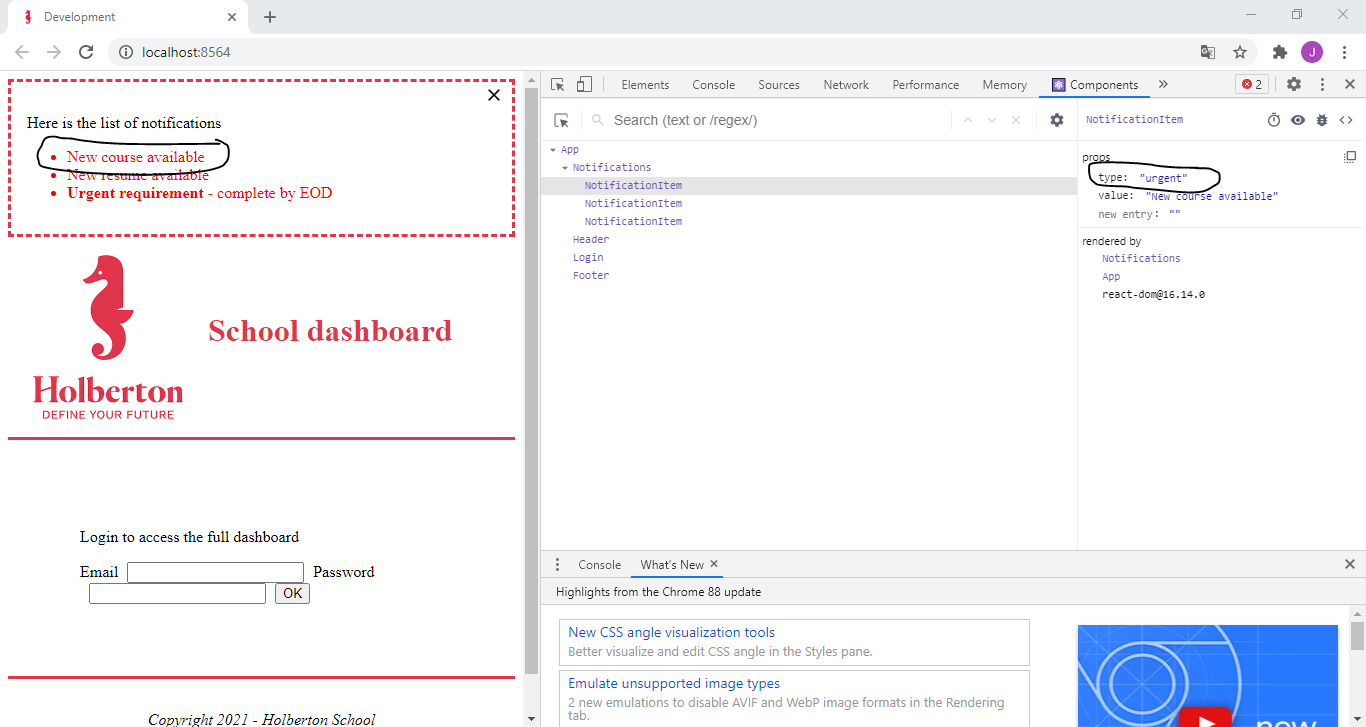 Development
localhost:8564
J
Here is the list of notifications
New course available
New resume available
Urgent requirement - complete by EOD
School dashboard
Holberton
DEFINE YOUR FUTURE
Login to access the full dashboard
Email Password
OK
Copyright 2021 - Holberton School
Elements Console Sources Network Performance Memory Components » 2
Search (text or /regex/)
App
Notifications
NotificationItem
NotificationItem
NotificationItem
Header
Login
Footer
NotificationItem
props
type: "urgent"
value: "New course available"
new entry: ""
rendered by
Notifications
App
react-dom@16.14.0
Console What's New
Highlights from the Chrome 88 update
New CSS angle visualization tools
Better visualize and edit CSS angle in the Styles pane.
Emulate unsupported image types
2 new emulations to disable AVIF and WebP image formats in the Rendering
tab.
now